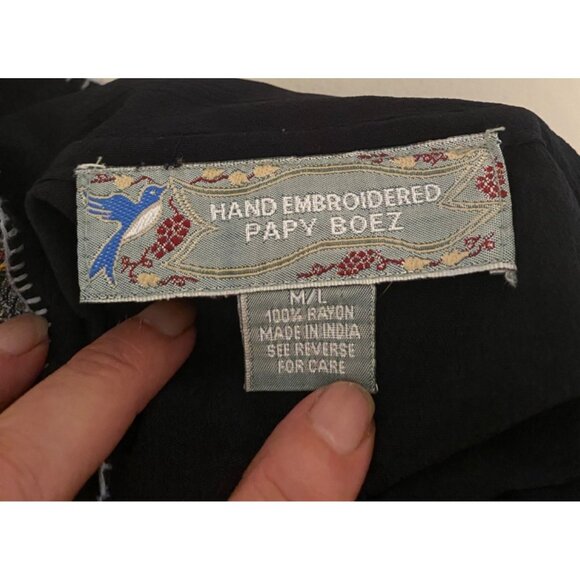 HAND EMBROIDERED
PAPY BOEZ
M/L
100% RAYON
MADE IN INDIA
SEE REVERSE
FOR CARE